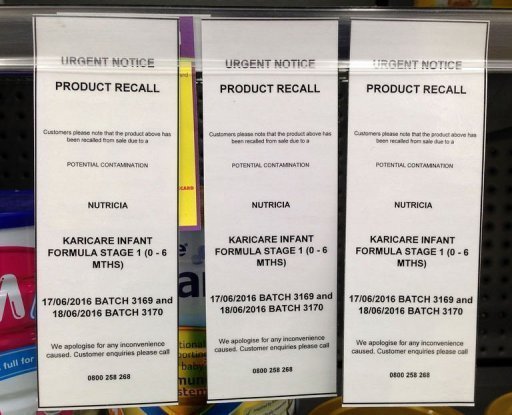 URGENT NOTICE
PRODUCT RECALL
Customers please note that the product above has
been recalled from sale due to a
POTENTIAL CONTAMINATION
NUTRICIA
KARICARE INFANT
FORMULA STAGE 1 (0 - 6
MTHS)
17/06/2016 BATCH 3169 and
18/06/2016 BATCH 3170
We apologise for any inconvenience
caused. Customer enquiries please call
0800 258 268
URGENT NOTICE
PRODUCT RECALL
Customers please note that the product above has
been recalled from sale due to a
POTENTIAL CONTAMINATION
NUTRICIA
KARICARE INFANT
FORMULA STAGE 1 (0 - 6
MTHS)
17/06/2016 BATCH 3169 and
18/06/2016 BATCH 3170
We apologise for any inconvenience
caused. Customer enquiries please call
0800 258 268
URGENT NOTICE
PRODUCT RECALL
Customers please note that the product above has
been recalled from sale due to a
POTENTIAL CONTAMINATION
NUTRICIA
KARICARE INFANT
FORMULA STAGE 1 (0 - 6
MTHS)
17/06/2016 BATCH 3169 and
18/06/2016 BATCH 3170
We apologise for any inconvenience
caused. Customer enquiries please call
0800 258 268
CARD
full for
baby